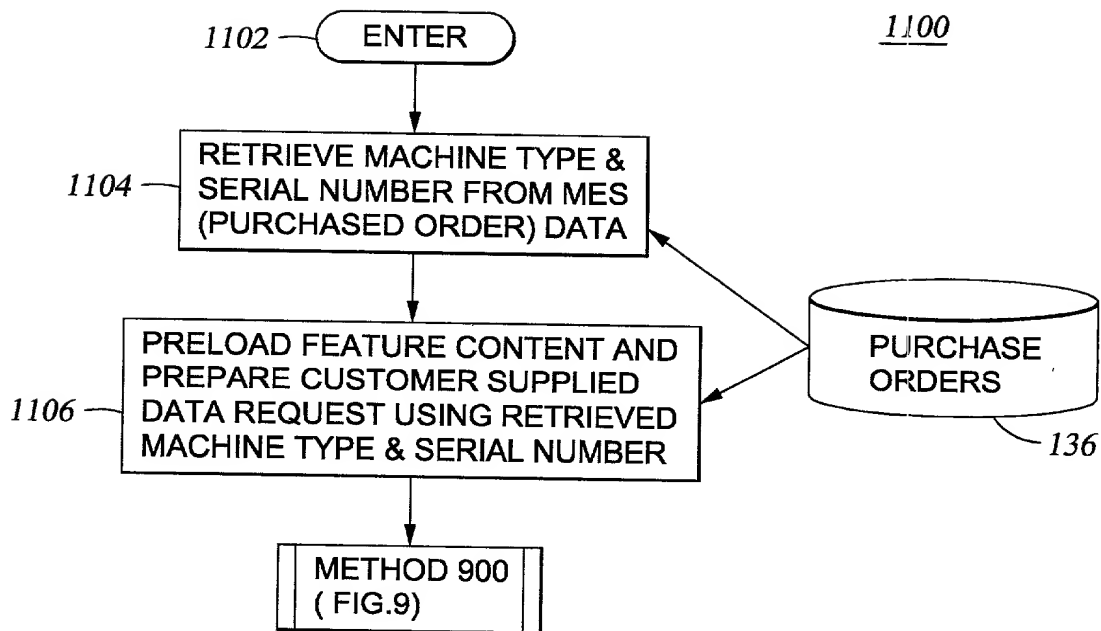 1102
ENTER
1100
1104
RETRIEVE MACHINE TYPE &
SERIAL NUMBER FROM MES
(PURCHASED ORDER) DATA
1106
PRELOAD FEATURE CONTENT AND
PREPARE CUSTOMER SUPPLIED
DATA REQUEST USING RETRIEVED
MACHINE TYPE & SERIAL NUMBER
PURCHASE
ORDERS
136
METHOD 900
( FIG.9)